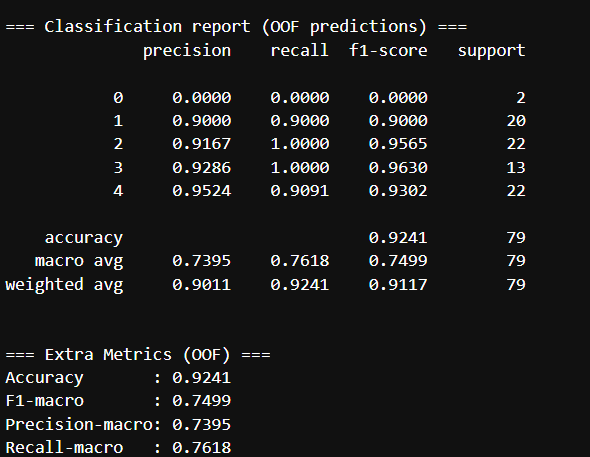 === Classification report (OOF predictions) ===
precision recall f1-score support
0 0.0000 0.0000 0.0000 2
1 0.9000 0.9000 0.9000 20
2 0.9167 1.0000 0.9565 22
3 0.9286 1.0000 0.9630 13
4 0.9524 0.9091 0.9302 22
accuracy 0.9241 79
macro avg 0.7395 0.7618 0.7499 79
weighted avg 0.9011 0.9241 0.9117 79
=== Extra Metrics (OOF) ===
Accuracy : 0.9241
F1-macro : 0.7499
Precision-macro: 0.7395
Recall-macro : 0.7618